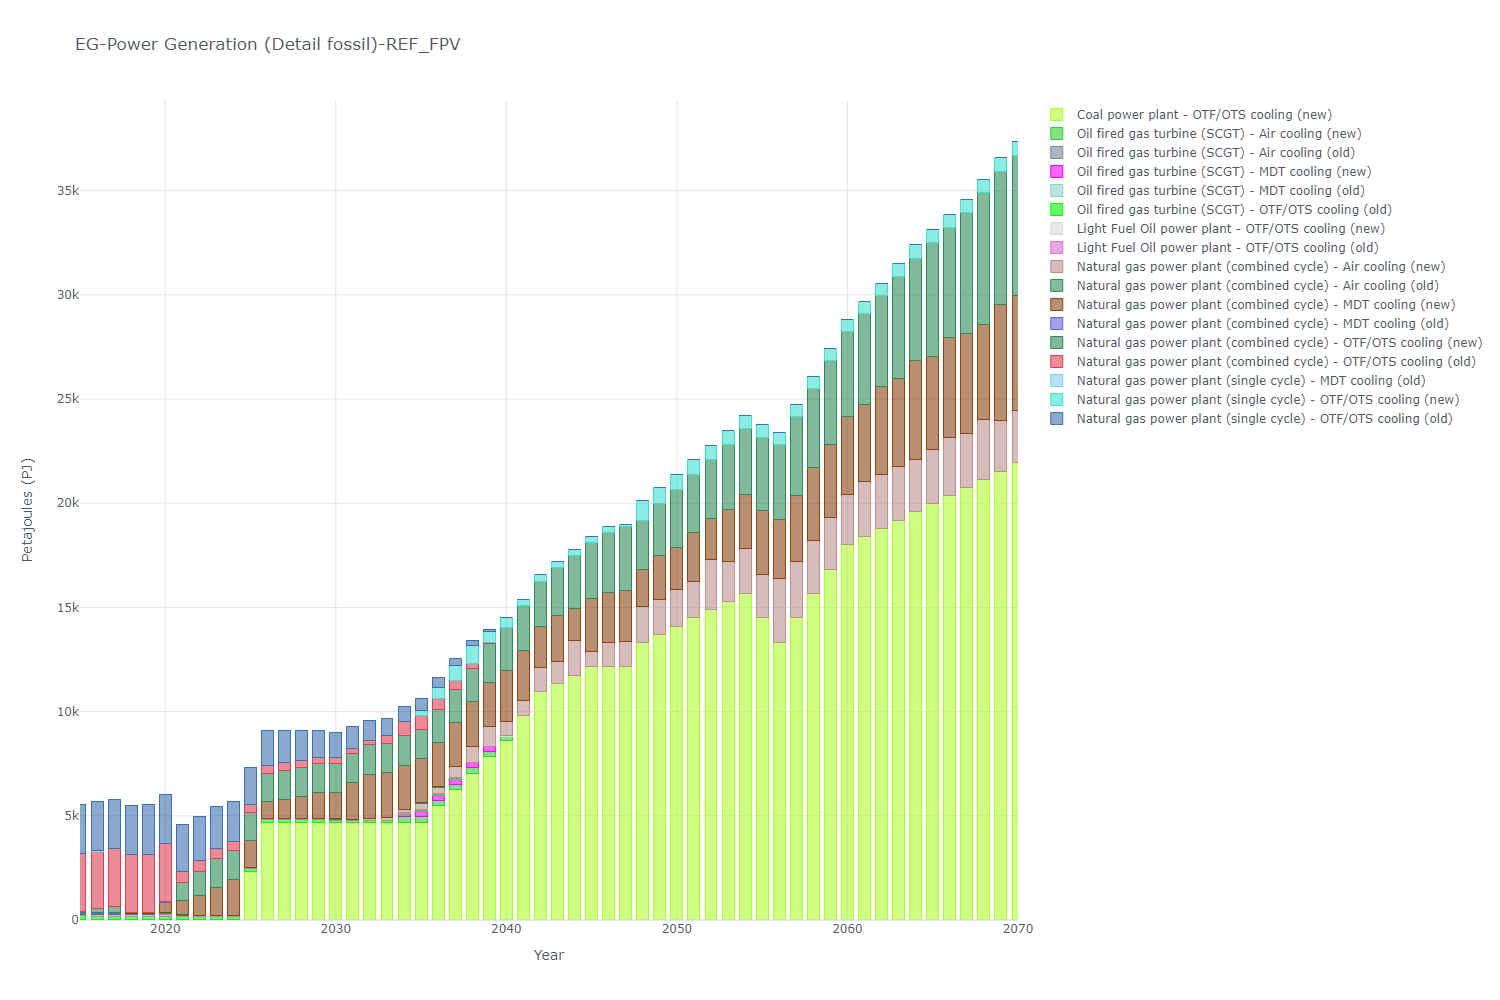 EG-Power Generation (Detail fossil)-REF_FPV
Petajoules (PJ)
35k
30k
25k
20k
15k
10k
5k
0
2020
2030
2040
2050
2060
2070
Year
Coal power plant - OTF/OTS cooling (new)
Oil fired gas turbine (SCGT) - Air cooling (new)
Oil fired gas turbine (SCGT) - Air cooling (old)
Oil fired gas turbine (SCGT) - MDT cooling (new)
Oil fired gas turbine (SCGT) - MDT cooling (old)
Oil fired gas turbine (SCGT) - OTF/OTS cooling (old)
Light Fuel Oil power plant - OTF/OTS cooling (new)
Light Fuel Oil power plant - OTF/OTS cooling (old)
Natural gas power plant (combined cycle) - Air cooling (new)
Natural gas power plant (combined cycle) - Air cooling (old)
Natural gas power plant (combined cycle) - MDT cooling (new)
Natural gas power plant (combined cycle) - MDT cooling (old)
Natural gas power plant (combined cycle) - OTF/OTS cooling (new)
Natural gas power plant (combined cycle) - OTF/OTS cooling (old)
Natural gas power plant (single cycle) - MDT cooling (old)
Natural gas power plant (single cycle) - OTF/OTS cooling (new)
Natural gas power plant (single cycle) - OTF/OTS cooling (old)